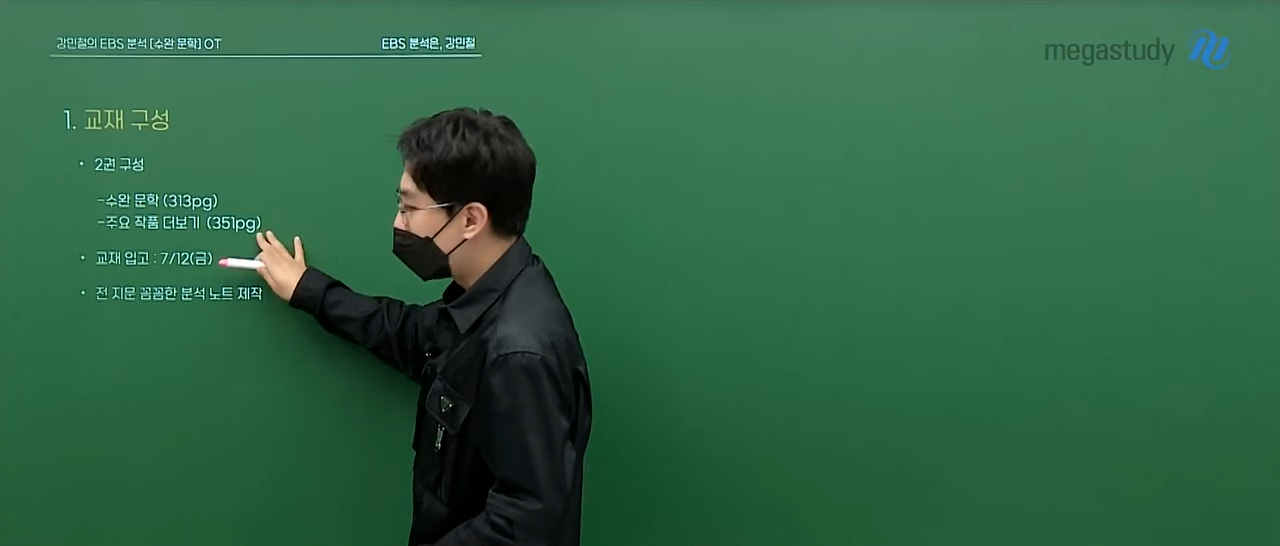 강민철의 EBS 분석 [수완 문학] OT
EBS 분석은, 강민철
megastudy
1. 교재 구성
• 2권 구성
-수완 문학 (313pg)
-주요 작품 더보기 (351pg)
• 교재 입고 : 7/12(금)
• 전 지문 꼼꼼한 분석 노트 제작